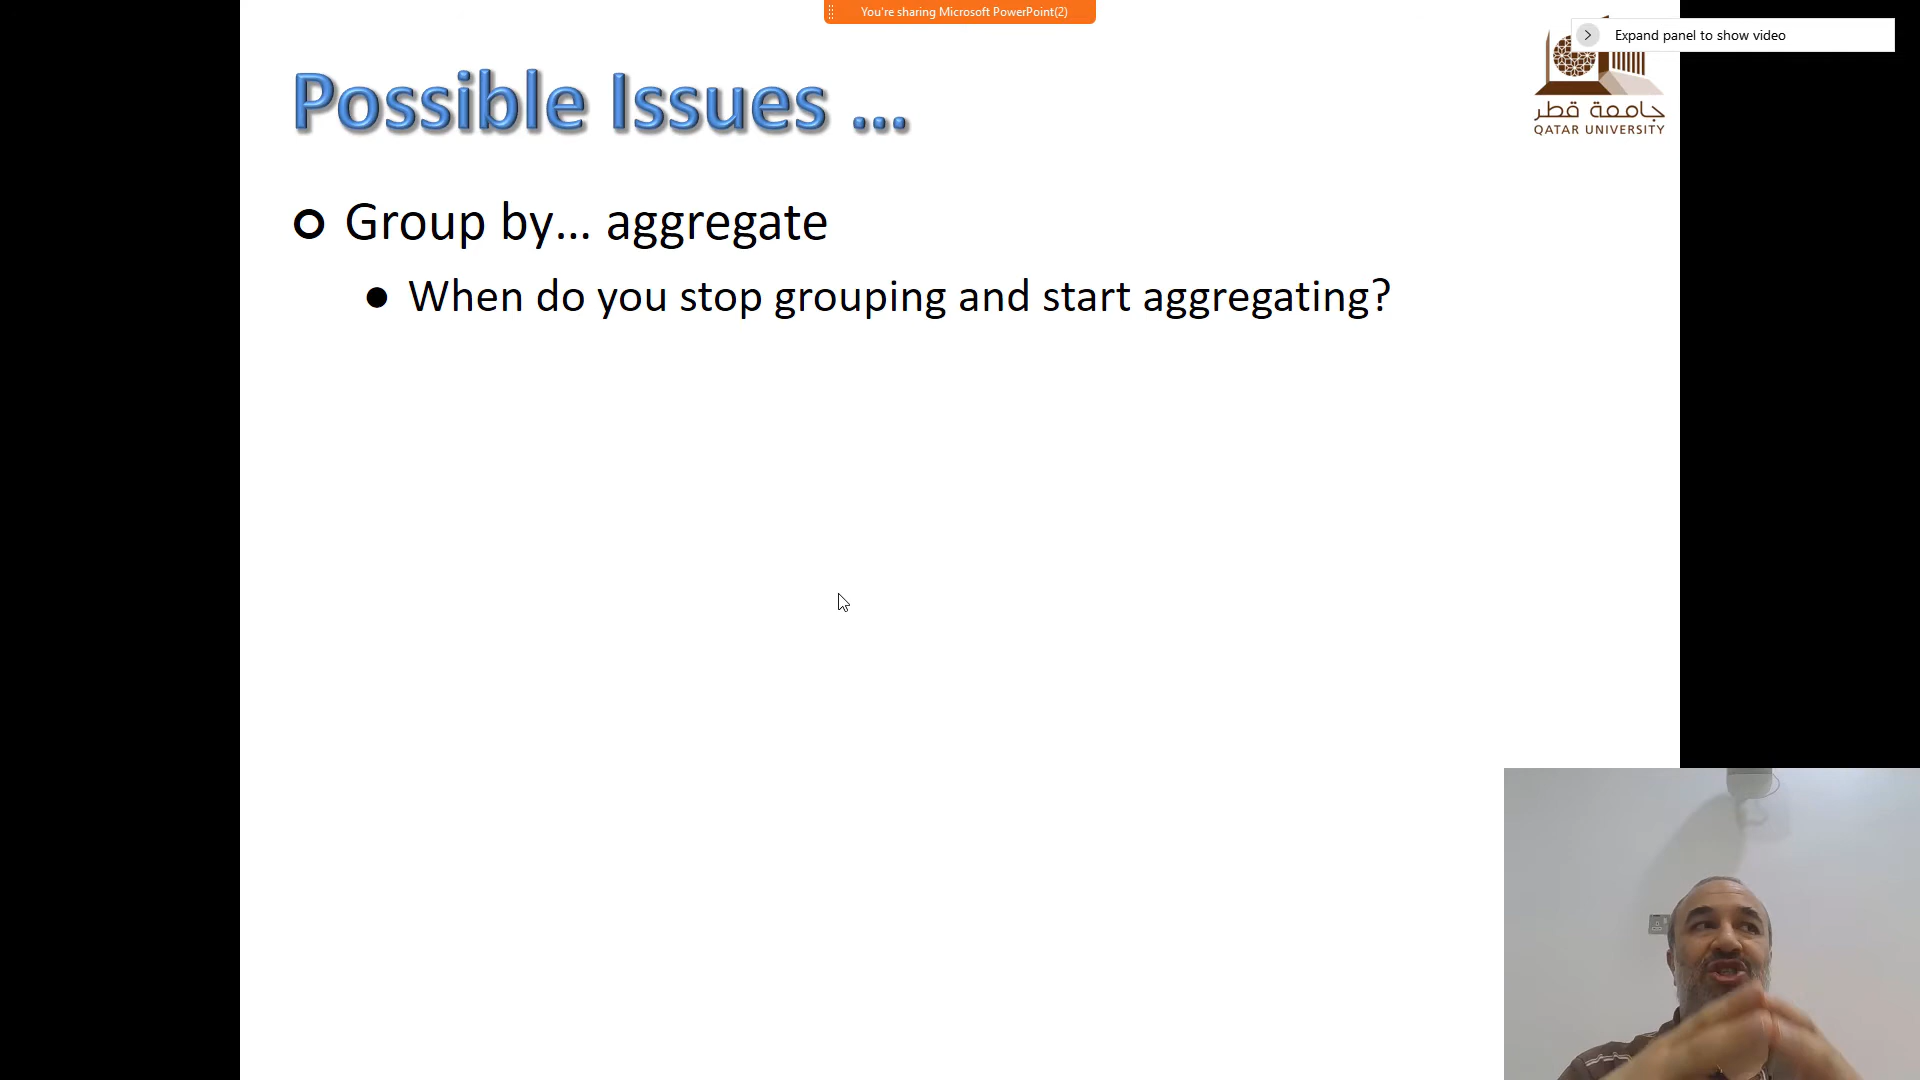 You're sharing Microsoft PowerPoint(2)
Expand panel to show video
Possible Issues ...
جامعة قطر
QATAR UNIVERSITY
Group by... aggregate
When do you stop grouping and start aggregating?